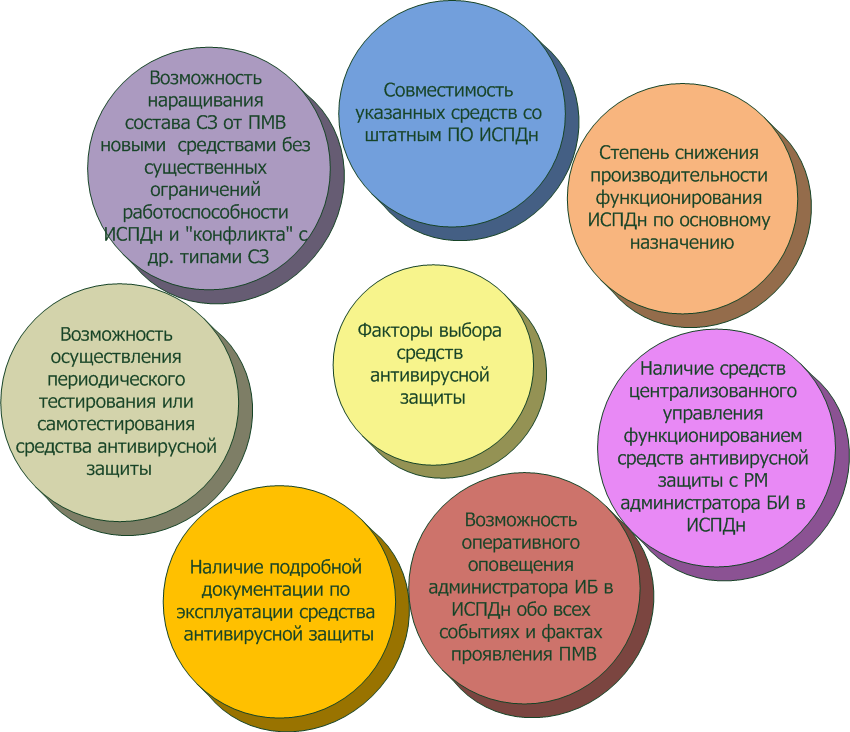 Возможность
наращивания
состава СЗ от ПМВ
новыми средствами без
существенных
ограничений
работоспособности
ИСПДн и "конфликта" с
др. типами СЗ
Совместимость
указанных средств со
штатным ПО ИСПДн
Степень снижения
производительности
функционирования
ИСПДн по основному
назначению
Возможность
осуществления
периодического
тестирования или
самотестирования
средства антивирусной
защиты
Факторы выбора
средств
антивирусной
защиты
Наличие средств
централизованного
управления
функционированием
средств антивирусной
защиты с РМ
администратора БИ в
ИСПДн
Наличие подробной
документации по
эксплуатации средства
антивирусной защиты
Возможность
оперативного
оповещения
администратора ИБ в
ИСПДн обо всех
событиях и фактах
проявления ПМВ